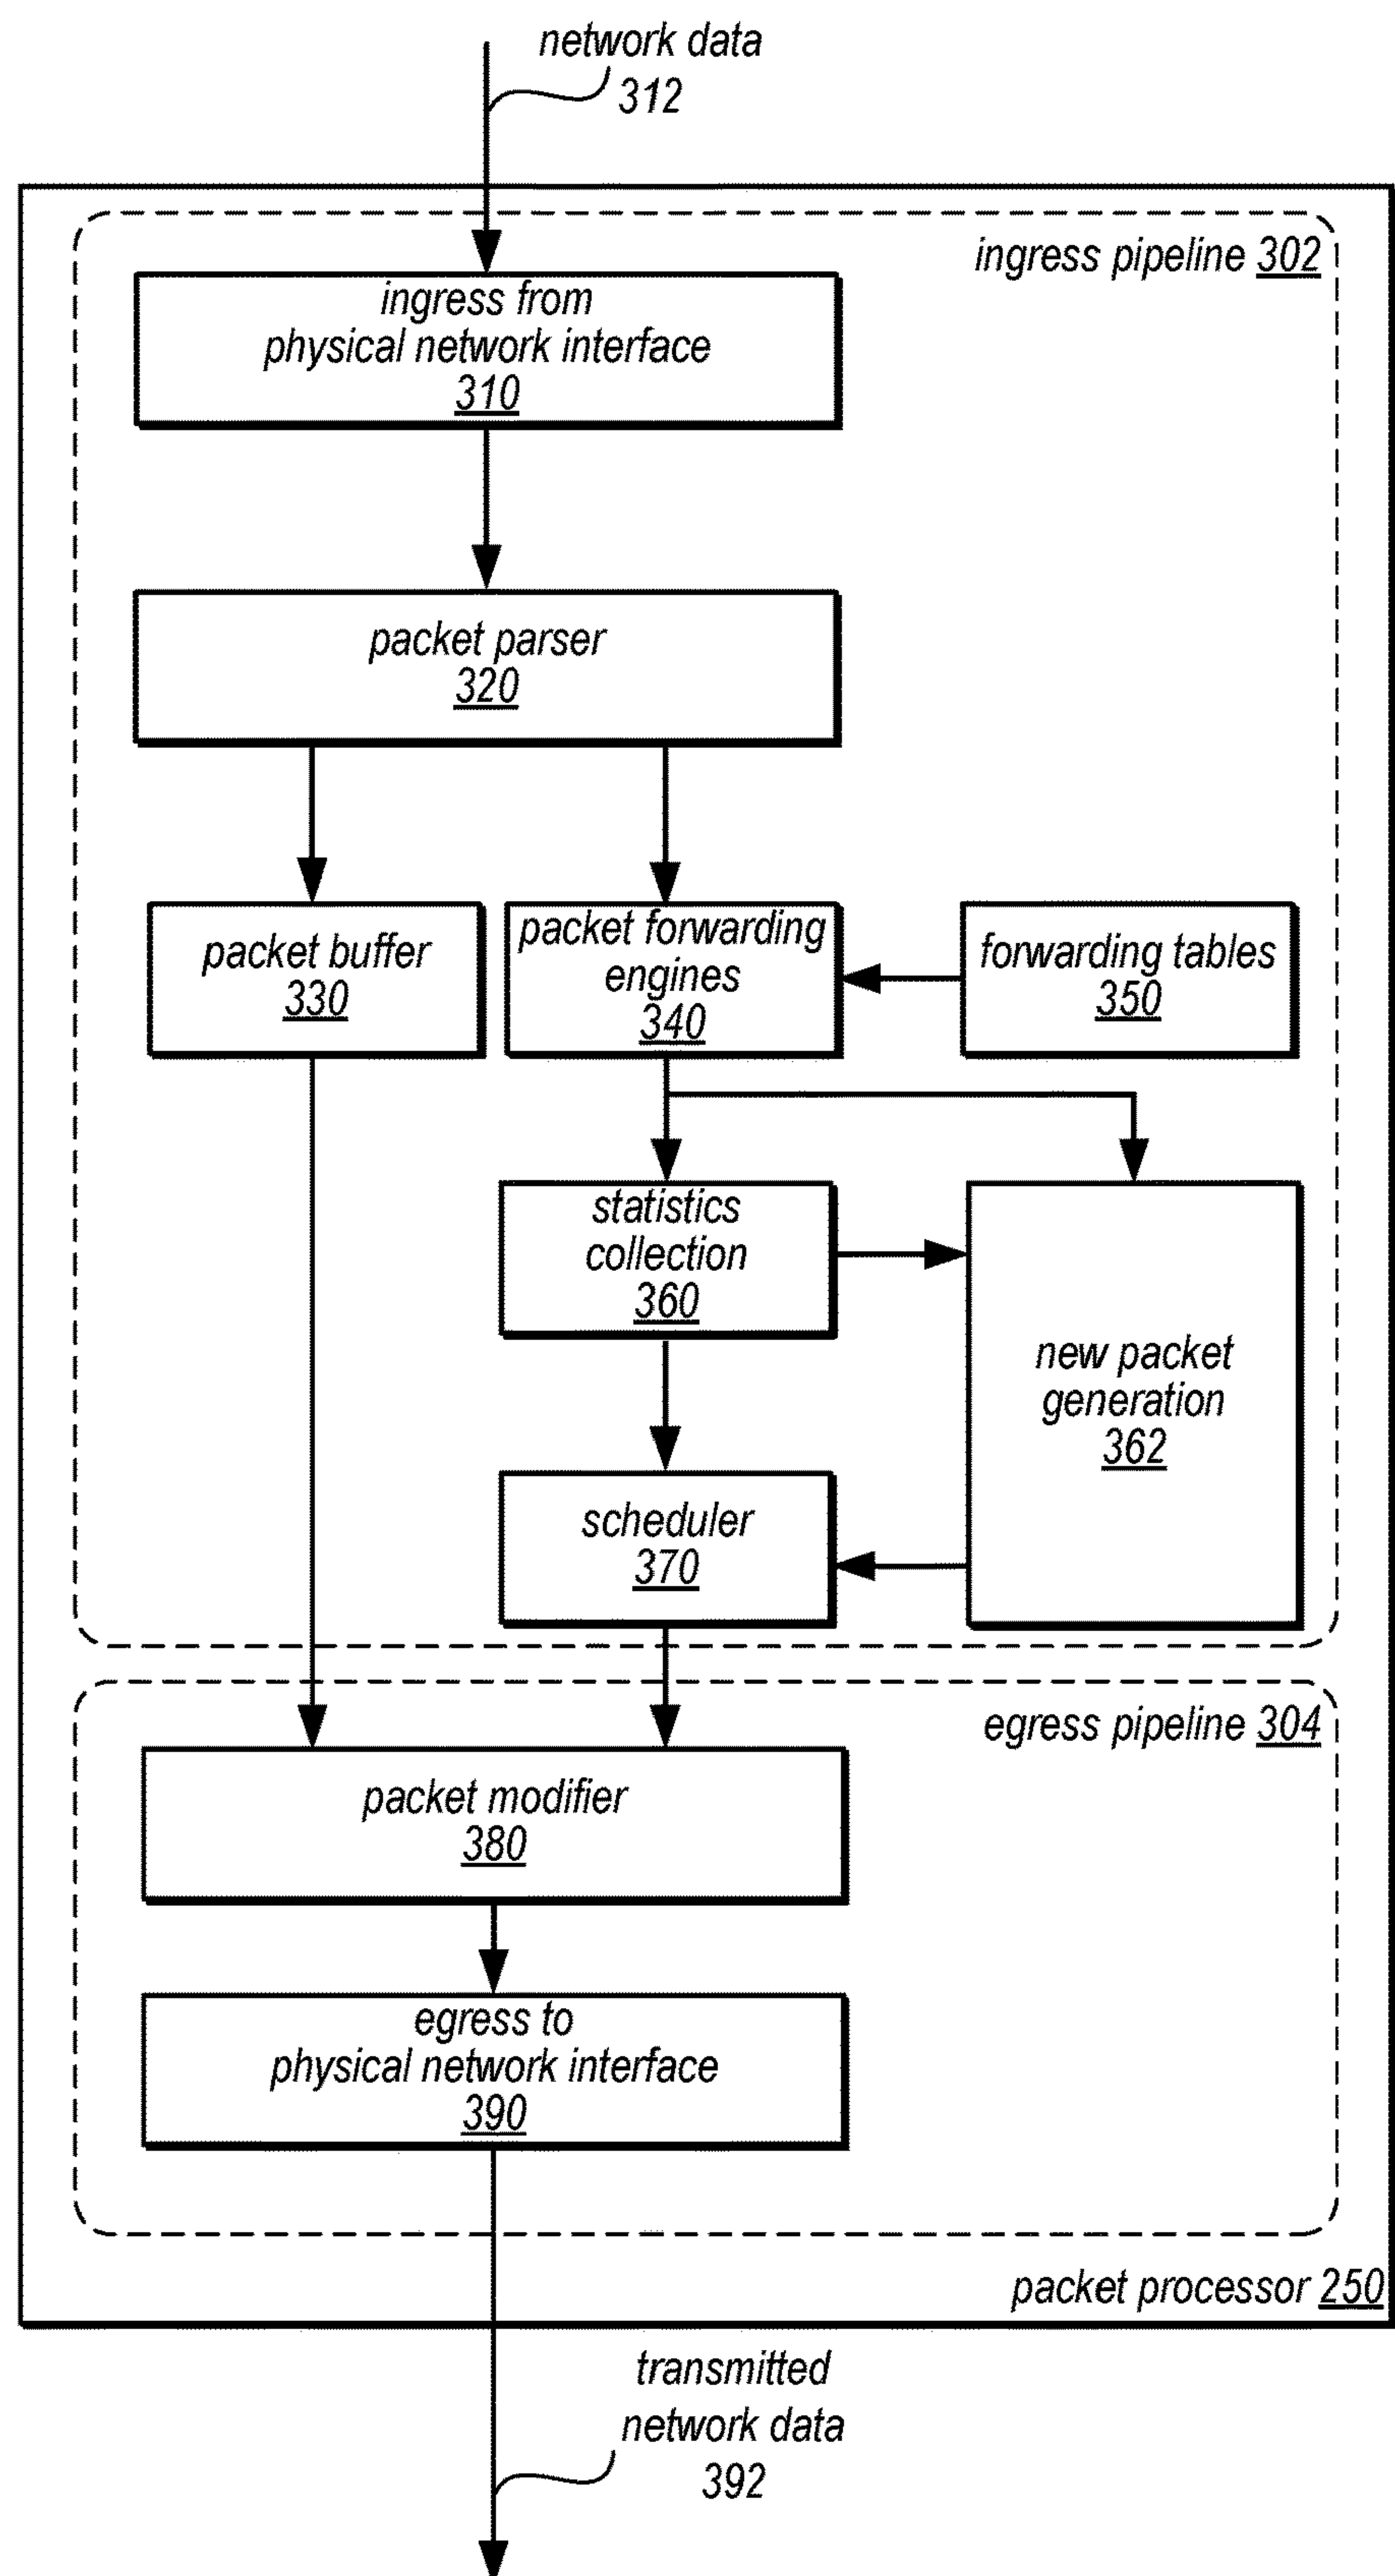 network data
312
ingress pipeline 302
ingress from
physical network interface
310
packet parser
320
packet buffer
330
packet forwarding
engines
340
forwarding tables
350
statistics
collection
360
new packet
generation
362
scheduler
370
egress pipeline 304
packet modifier
380
egress to
physical network interface
390
packet processor 250
transmitted
network data
392